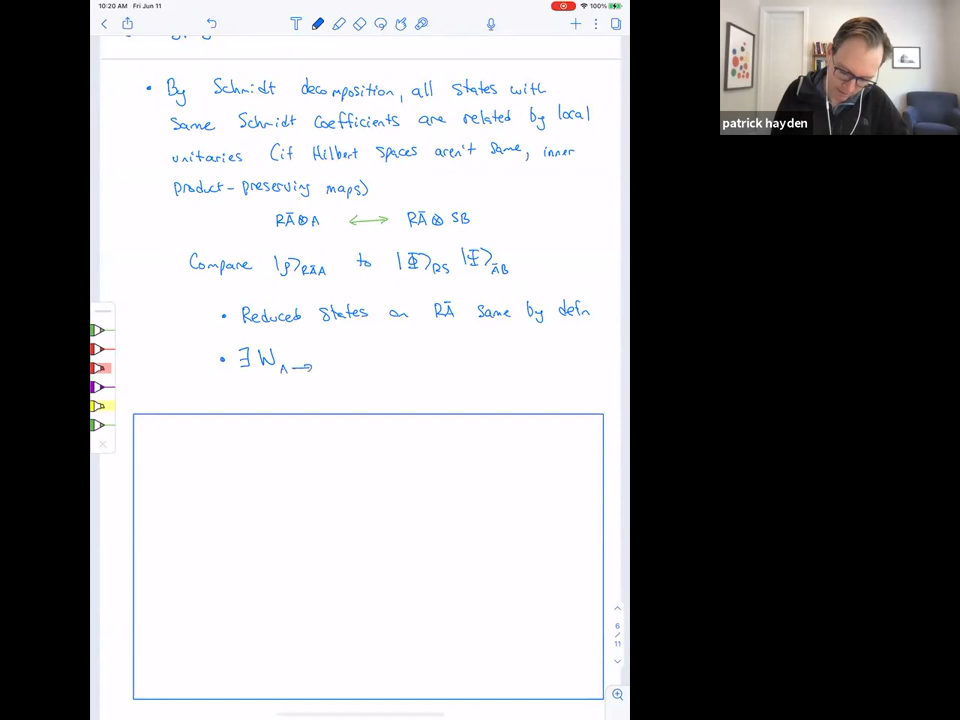 10:20 AM Fri Jun 11
100%
patrick hayden
• By Schmidt decomposition, all states with
same Schmidt coefficients are related by local
unitaries (if Hilbert spaces aren't same, inner
product-preserving maps)
RĀ⊗A ⟷ RĀ⊗ SB
Compare |ρ⟩RĀA to |Φ⟩RS |Ψ⟩ĀB
• Reduced states on RĀ same by defn
• ∃ W A→
6
/
11